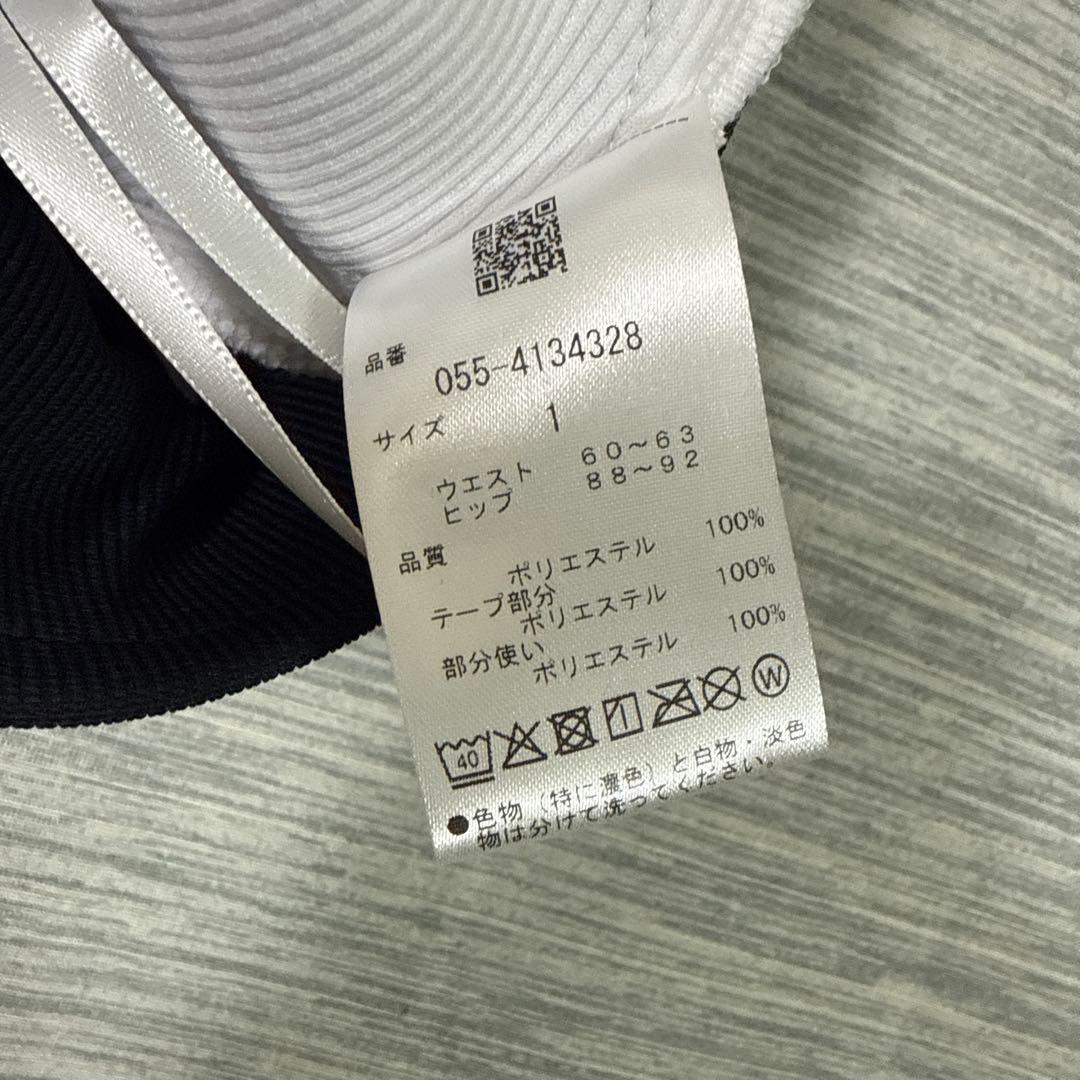 品番 055-4134328
サイズ 1
ウエスト 60～63
ヒップ 88～92
品質 ポリエステル 100%
テープ部分
ポリエステル 100%
部分使い
ポリエステル 100%
40 W
●色物(特に濃色)と白物・淡色
物は分けて洗ってください。